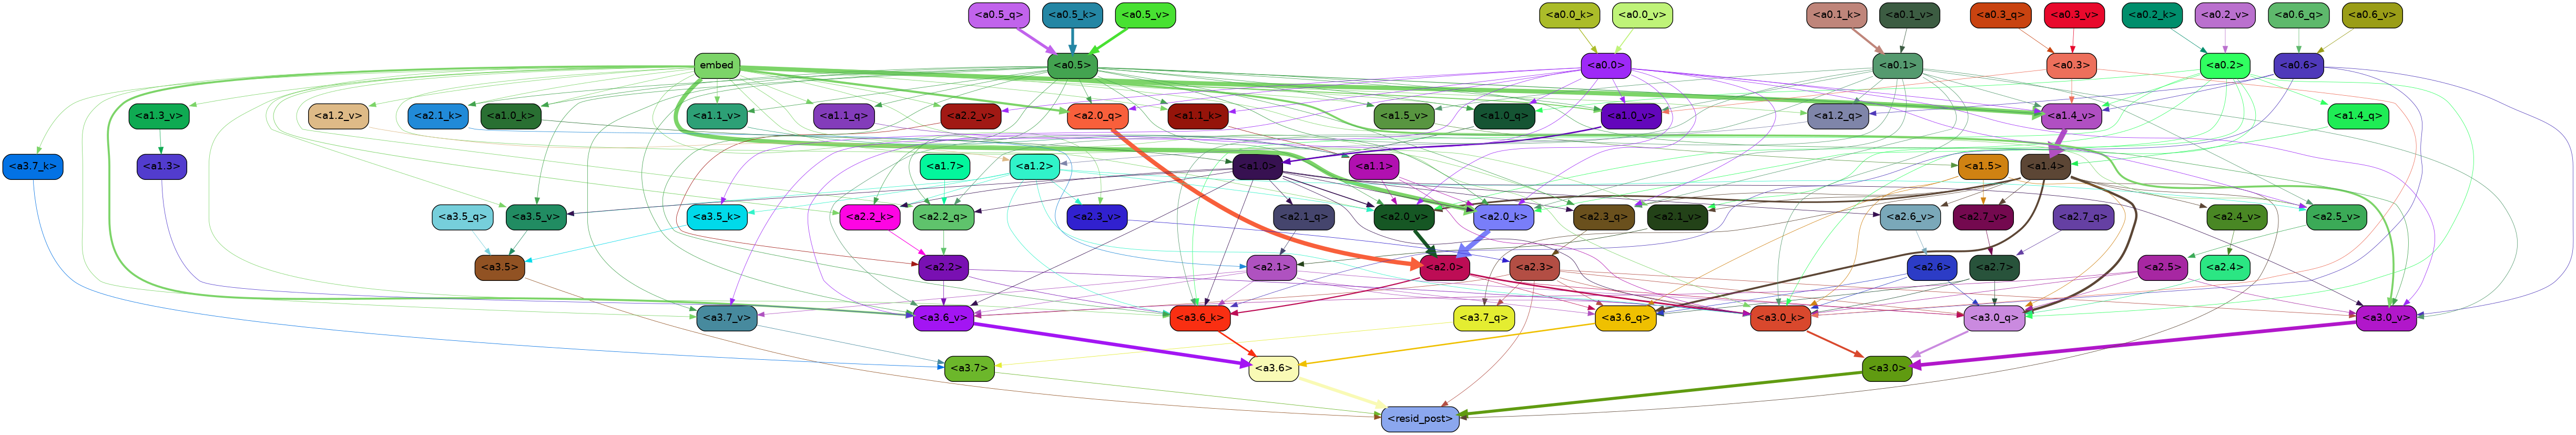 <a0.5_q> <a0.5_k> <a0.5_v> <a0.0_k> <a0.0_v> <a0.1_k> <a0.1_v> <a0.3_q> <a0.3_v> <a0.2_k> <a0.2_v> <a0.6_q> <a0.6_v>
embed <a0.5> <a0.0> <a0.1> <a0.3> <a0.2> <a0.6>
<a1.3_v> <a1.2_v> <a2.1_k> <a1.0_k> <a1.1_v> <a1.1_q> <a2.2_v> <a2.0_q> <a1.1_k> <a1.5_v> <a1.0_q> <a1.0_v> <a1.2_q> <a1.4_v> <a1.4_q>
<a3.7_k> <a1.3> <a1.7> <a1.2> <a1.0> <a1.1> <a1.5> <a1.4>
<a3.5_q> <a3.5_v> <a3.5_k> <a2.2_k> <a2.2_q> <a2.3_v> <a2.1_q> <a2.0_v> <a2.0_k> <a2.3_q> <a2.1_v> <a2.6_v> <a2.7_v> <a2.7_q> <a2.4_v> <a2.5_v>
<a3.5> <a2.2> <a2.1> <a2.0> <a2.3> <a2.6> <a2.7> <a2.5> <a2.4>
<a3.7_v> <a3.6_v> <a3.6_k> <a3.7_q> <a3.6_q> <a3.0_k> <a3.0_q> <a3.0_v>
<a3.7> <a3.6> <a3.0>
<resid_post>